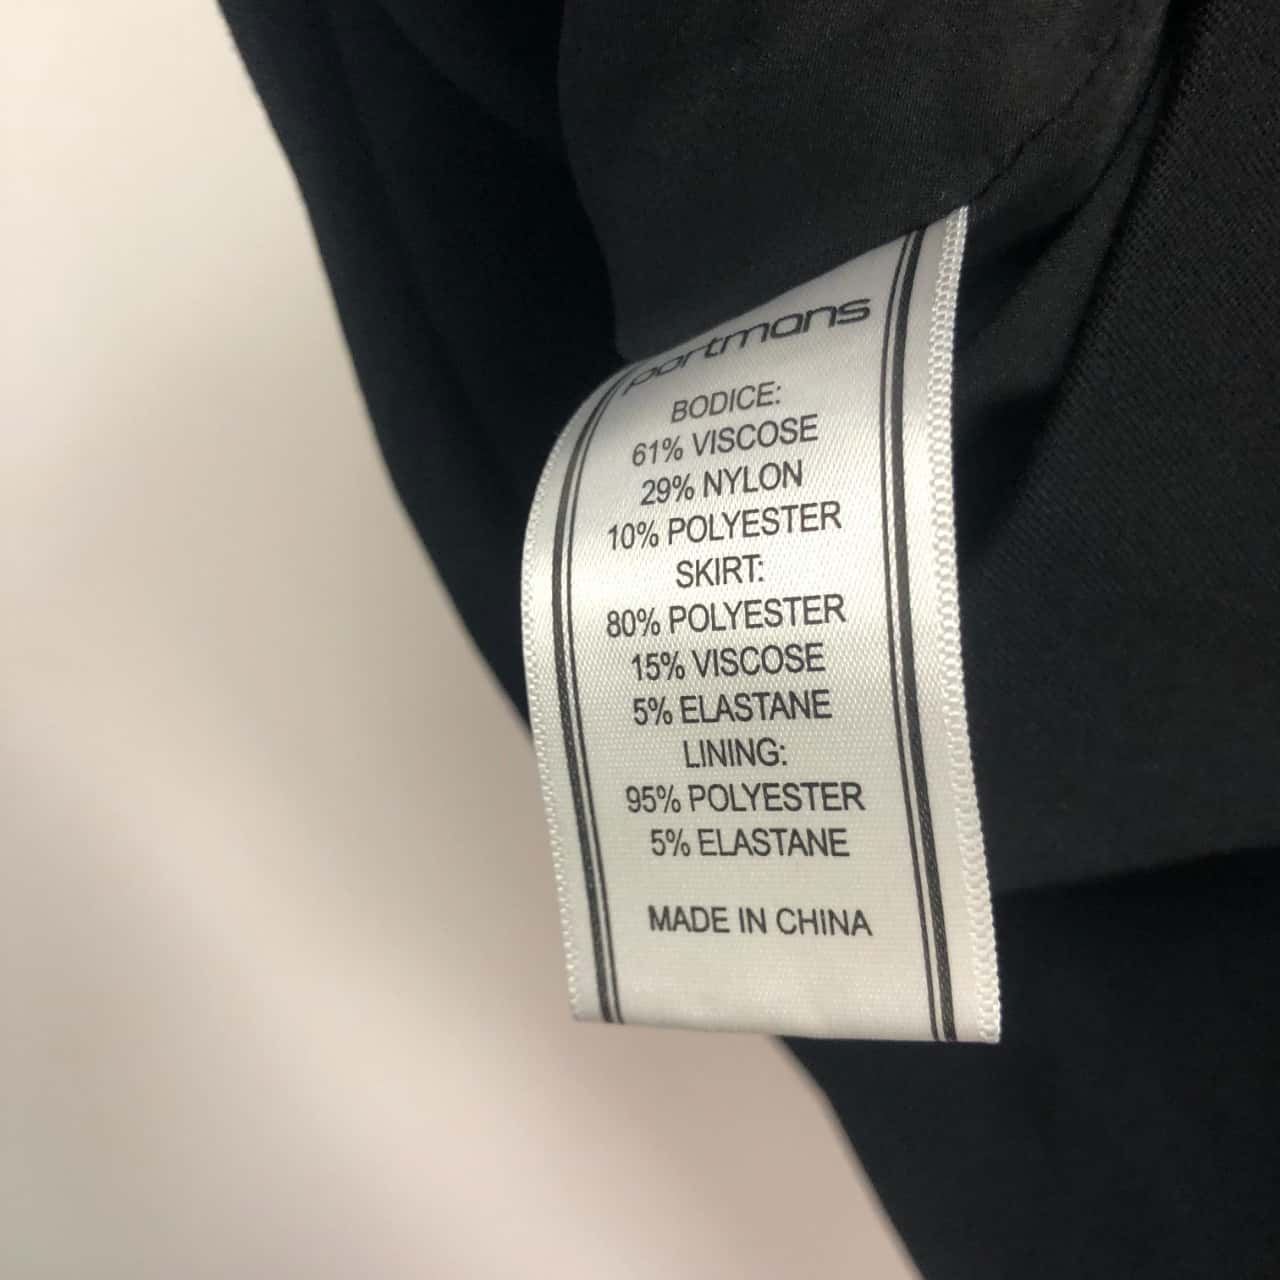 portmans
BODICE:
61% VISCOSE
29% NYLON
10% POLYESTER
SKIRT:
80% POLYESTER
15% VISCOSE
5% ELASTANE
LINING:
95% POLYESTER
5% ELASTANE
MADE IN CHINA